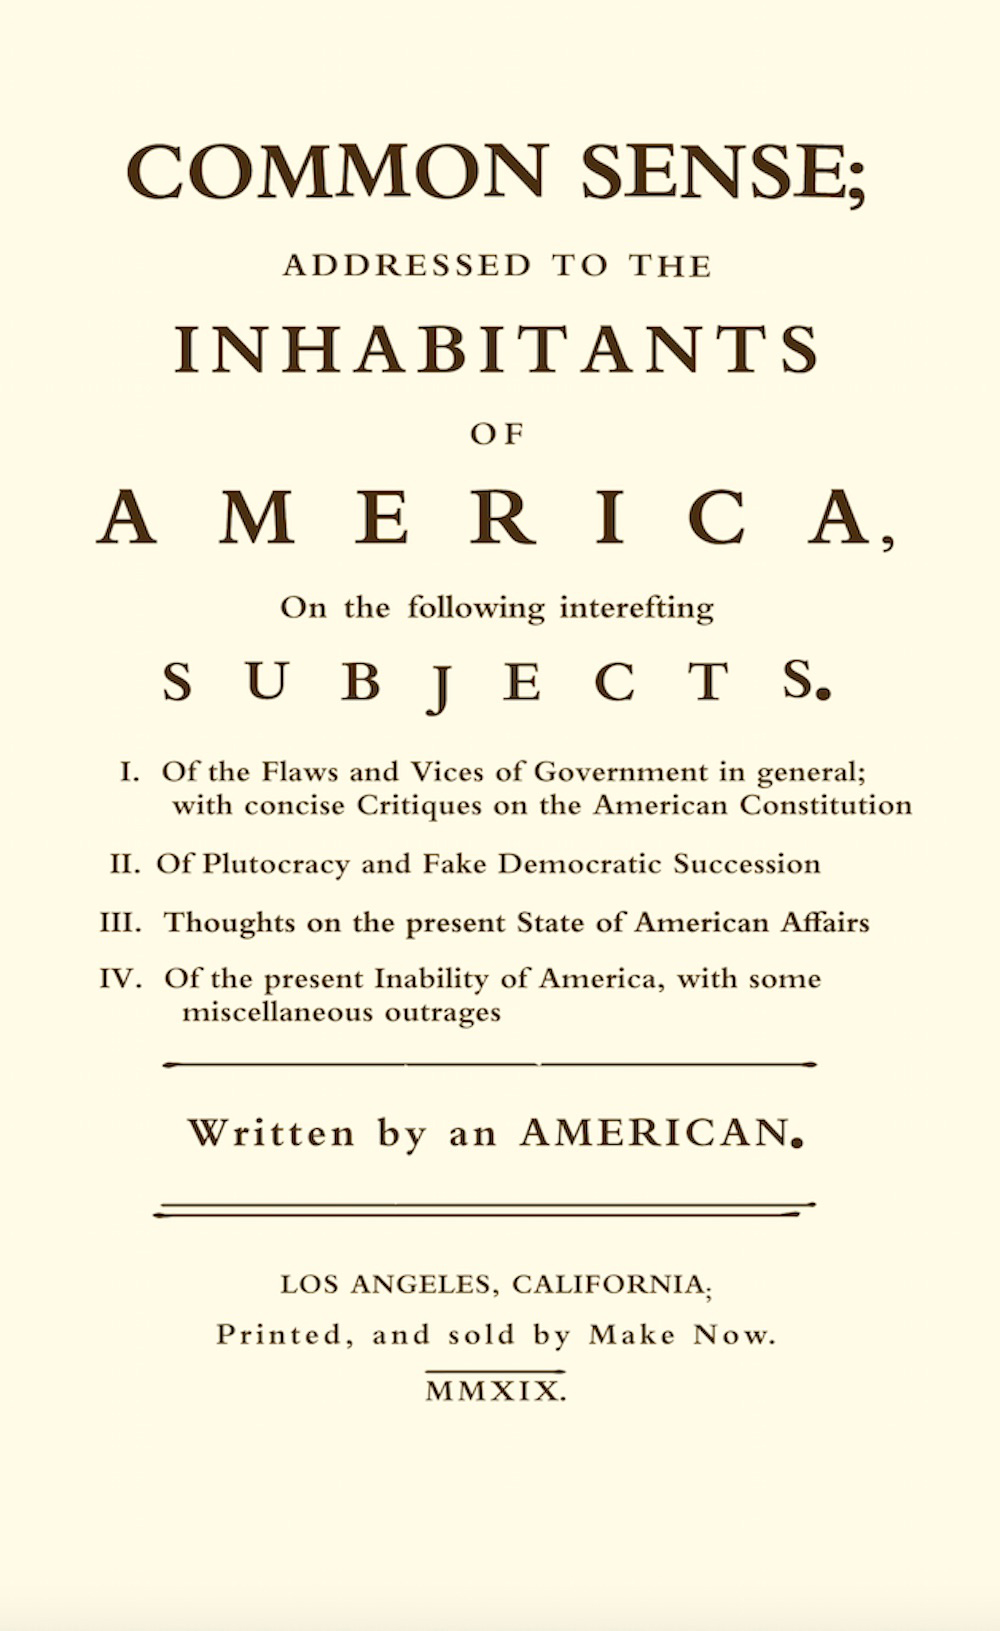 COMMON SENSE;
ADDRESSED TO THE
INHABITANTS
OF
AMERICA,
On the following interefting
SUBJECTS.
I. Of the Flaws and Vices of Government in general;
with concise Critiques on the American Constitution
II. Of Plutocracy and Fake Democratic Succession
III. Thoughts on the present State of American Affairs
IV. Of the present Inability of America, with some
miscellaneous outrages
Written by an AMERICAN.
LOS ANGELES, CALIFORNIA;
Printed, and sold by Make Now.
MMXIX.